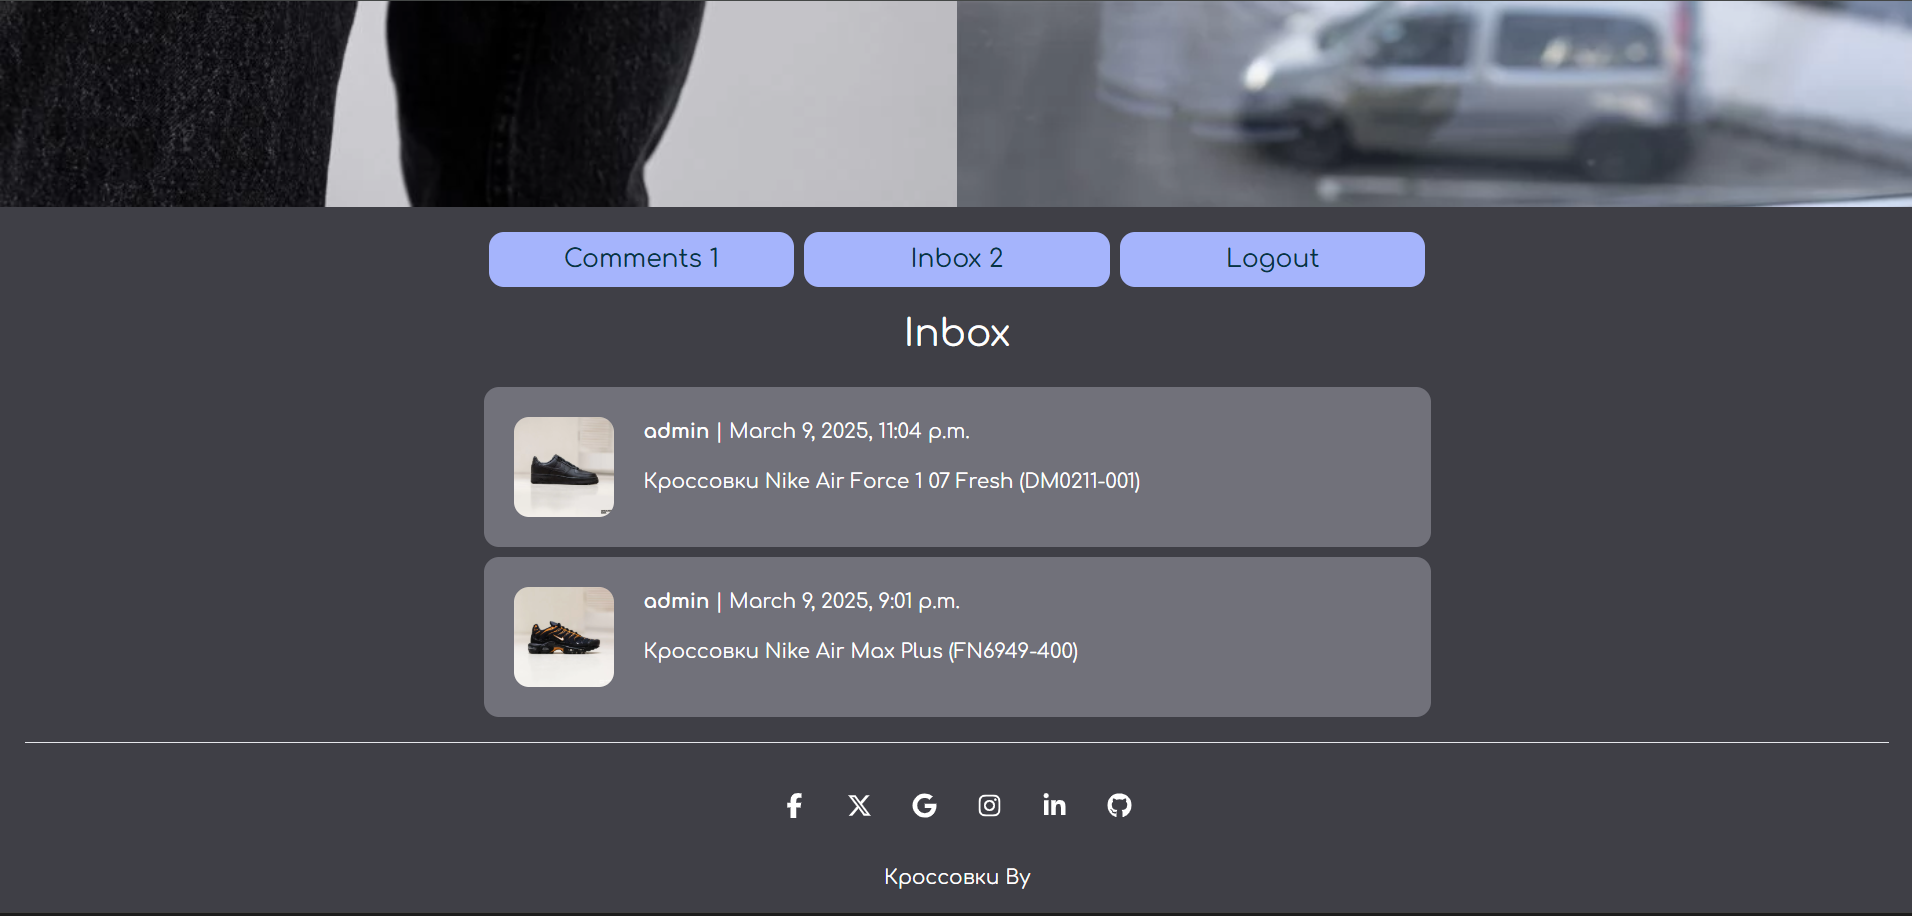 Comments 1
Inbox 2
Logout
Inbox
admin | March 9, 2025, 11:04 p.m.
Кроссовки Nike Air Force 1 07 Fresh (DM0211-001)
admin | March 9, 2025, 9:01 p.m.
Кроссовки Nike Air Max Plus (FN6949-400)
Кроссовки By